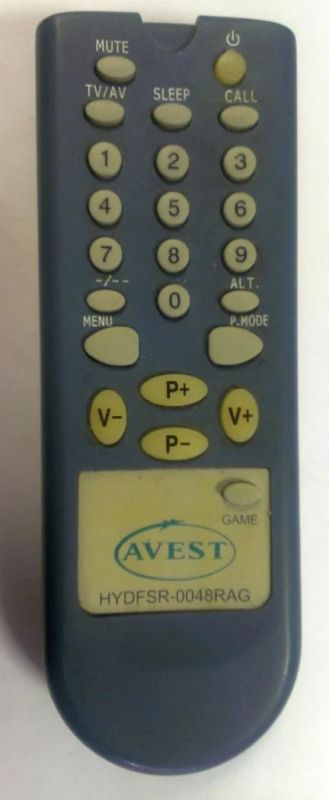 MUTE
TV/AV SLEEP CALL
1 2 3
4 5 6
7 8 9
-/-- 0 ALT.
MENU P.MODE
P+
V- V+
P-
GAME
AVEST
HYDFSR-0048RAG